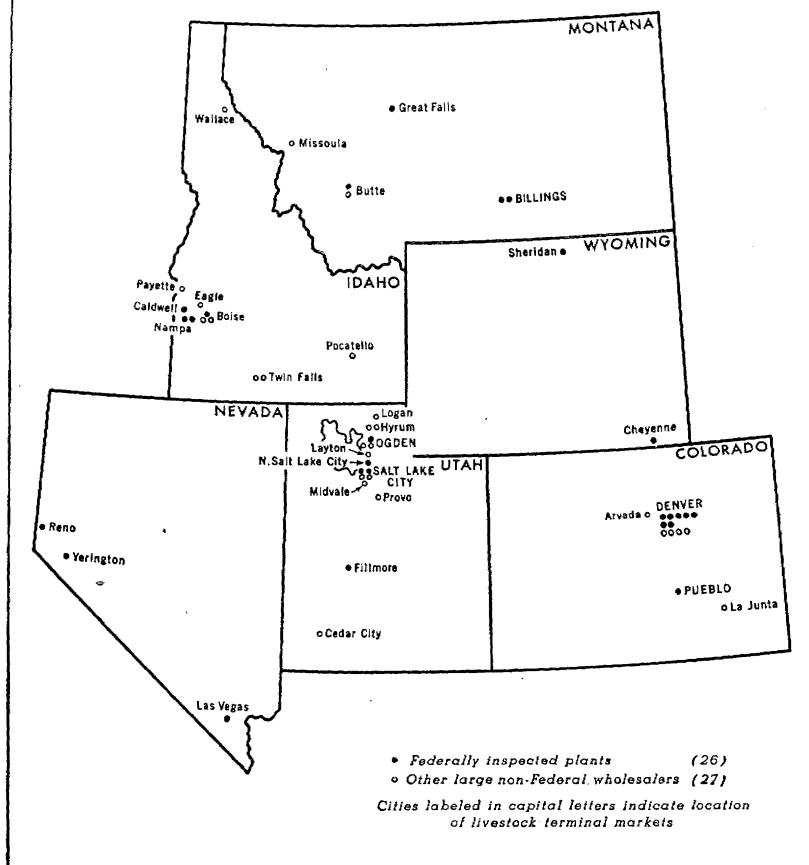 MONTANA
Great Falls
Wallace
Missoula
Butte
BILLINGS
WYOMING
Sheridan
IDAHO
Payette
Eagle
Caldwell
Boise
Nampa
Pocatello
Twin Falls
NEVADA
Logan
Hyrum
OGDEN
Layton
N. Salt Lake City
SALT LAKE
CITY
UTAH
Midvale
Provo
Cheyenne
COLORADO
DENVER
Arvada
Reno
Yerington
Fillmore
PUEBLO
La Junta
Cedar City
Las Vegas
Federally inspected plants (26)
Other large non-Federal wholesalers (27)
Cities labeled in capital letters indicate location
of livestock terminal markets